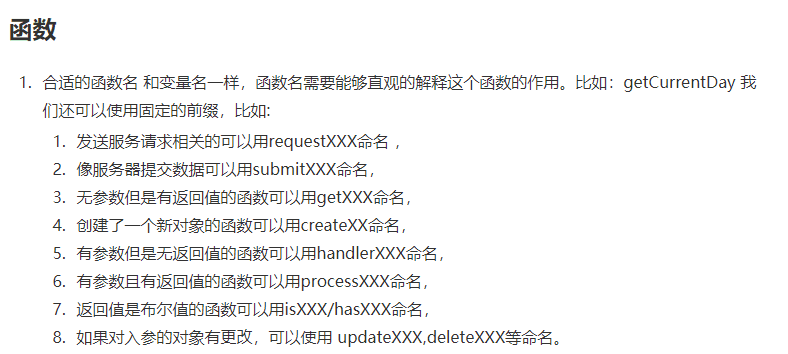 函数
1. 合适的函数名 和变量名一样，函数名需要能够直观的解释这个函数的作用。比如：getCurrentDay 我
们还可以使用固定的前缀，比如:
1. 发送服务请求相关的可以用requestXXX命名 ，
2. 像服务器提交数据可以用submitXXX命名，
3. 无参数但是有返回值的函数可以用getXXX命名，
4. 创建了一个新对象的函数可以用createXX命名，
5. 有参数但是无返回值的函数可以用handlerXXX命名，
6. 有参数且有返回值的函数可以用processXXX命名，
7. 返回值是布尔值的函数可以用isXXX/hasXXX命名，
8. 如果对入参的对象有更改，可以使用 updateXXX,deleteXXX等命名。